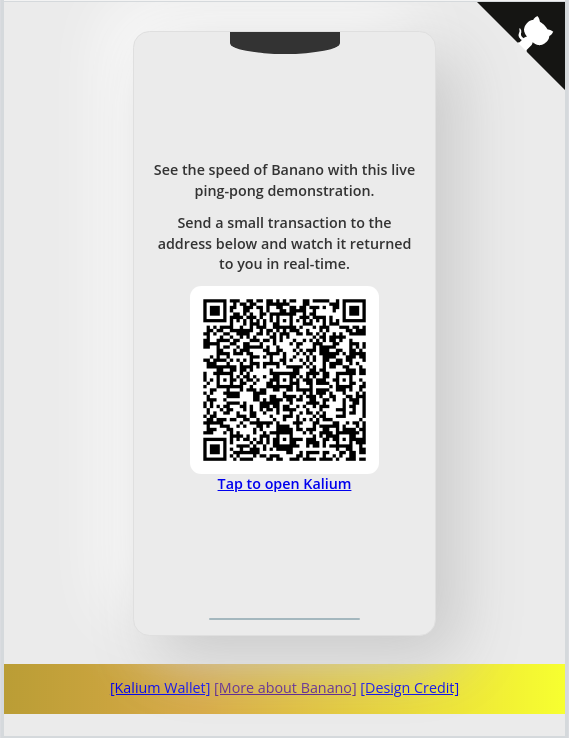 See the speed of Banano with this live
ping-pong demonstration.
Send a small transaction to the
address below and watch it returned
to you in real-time.
Tap to open Kalium
[Kalium Wallet] [More about Banano] [Design Credit]